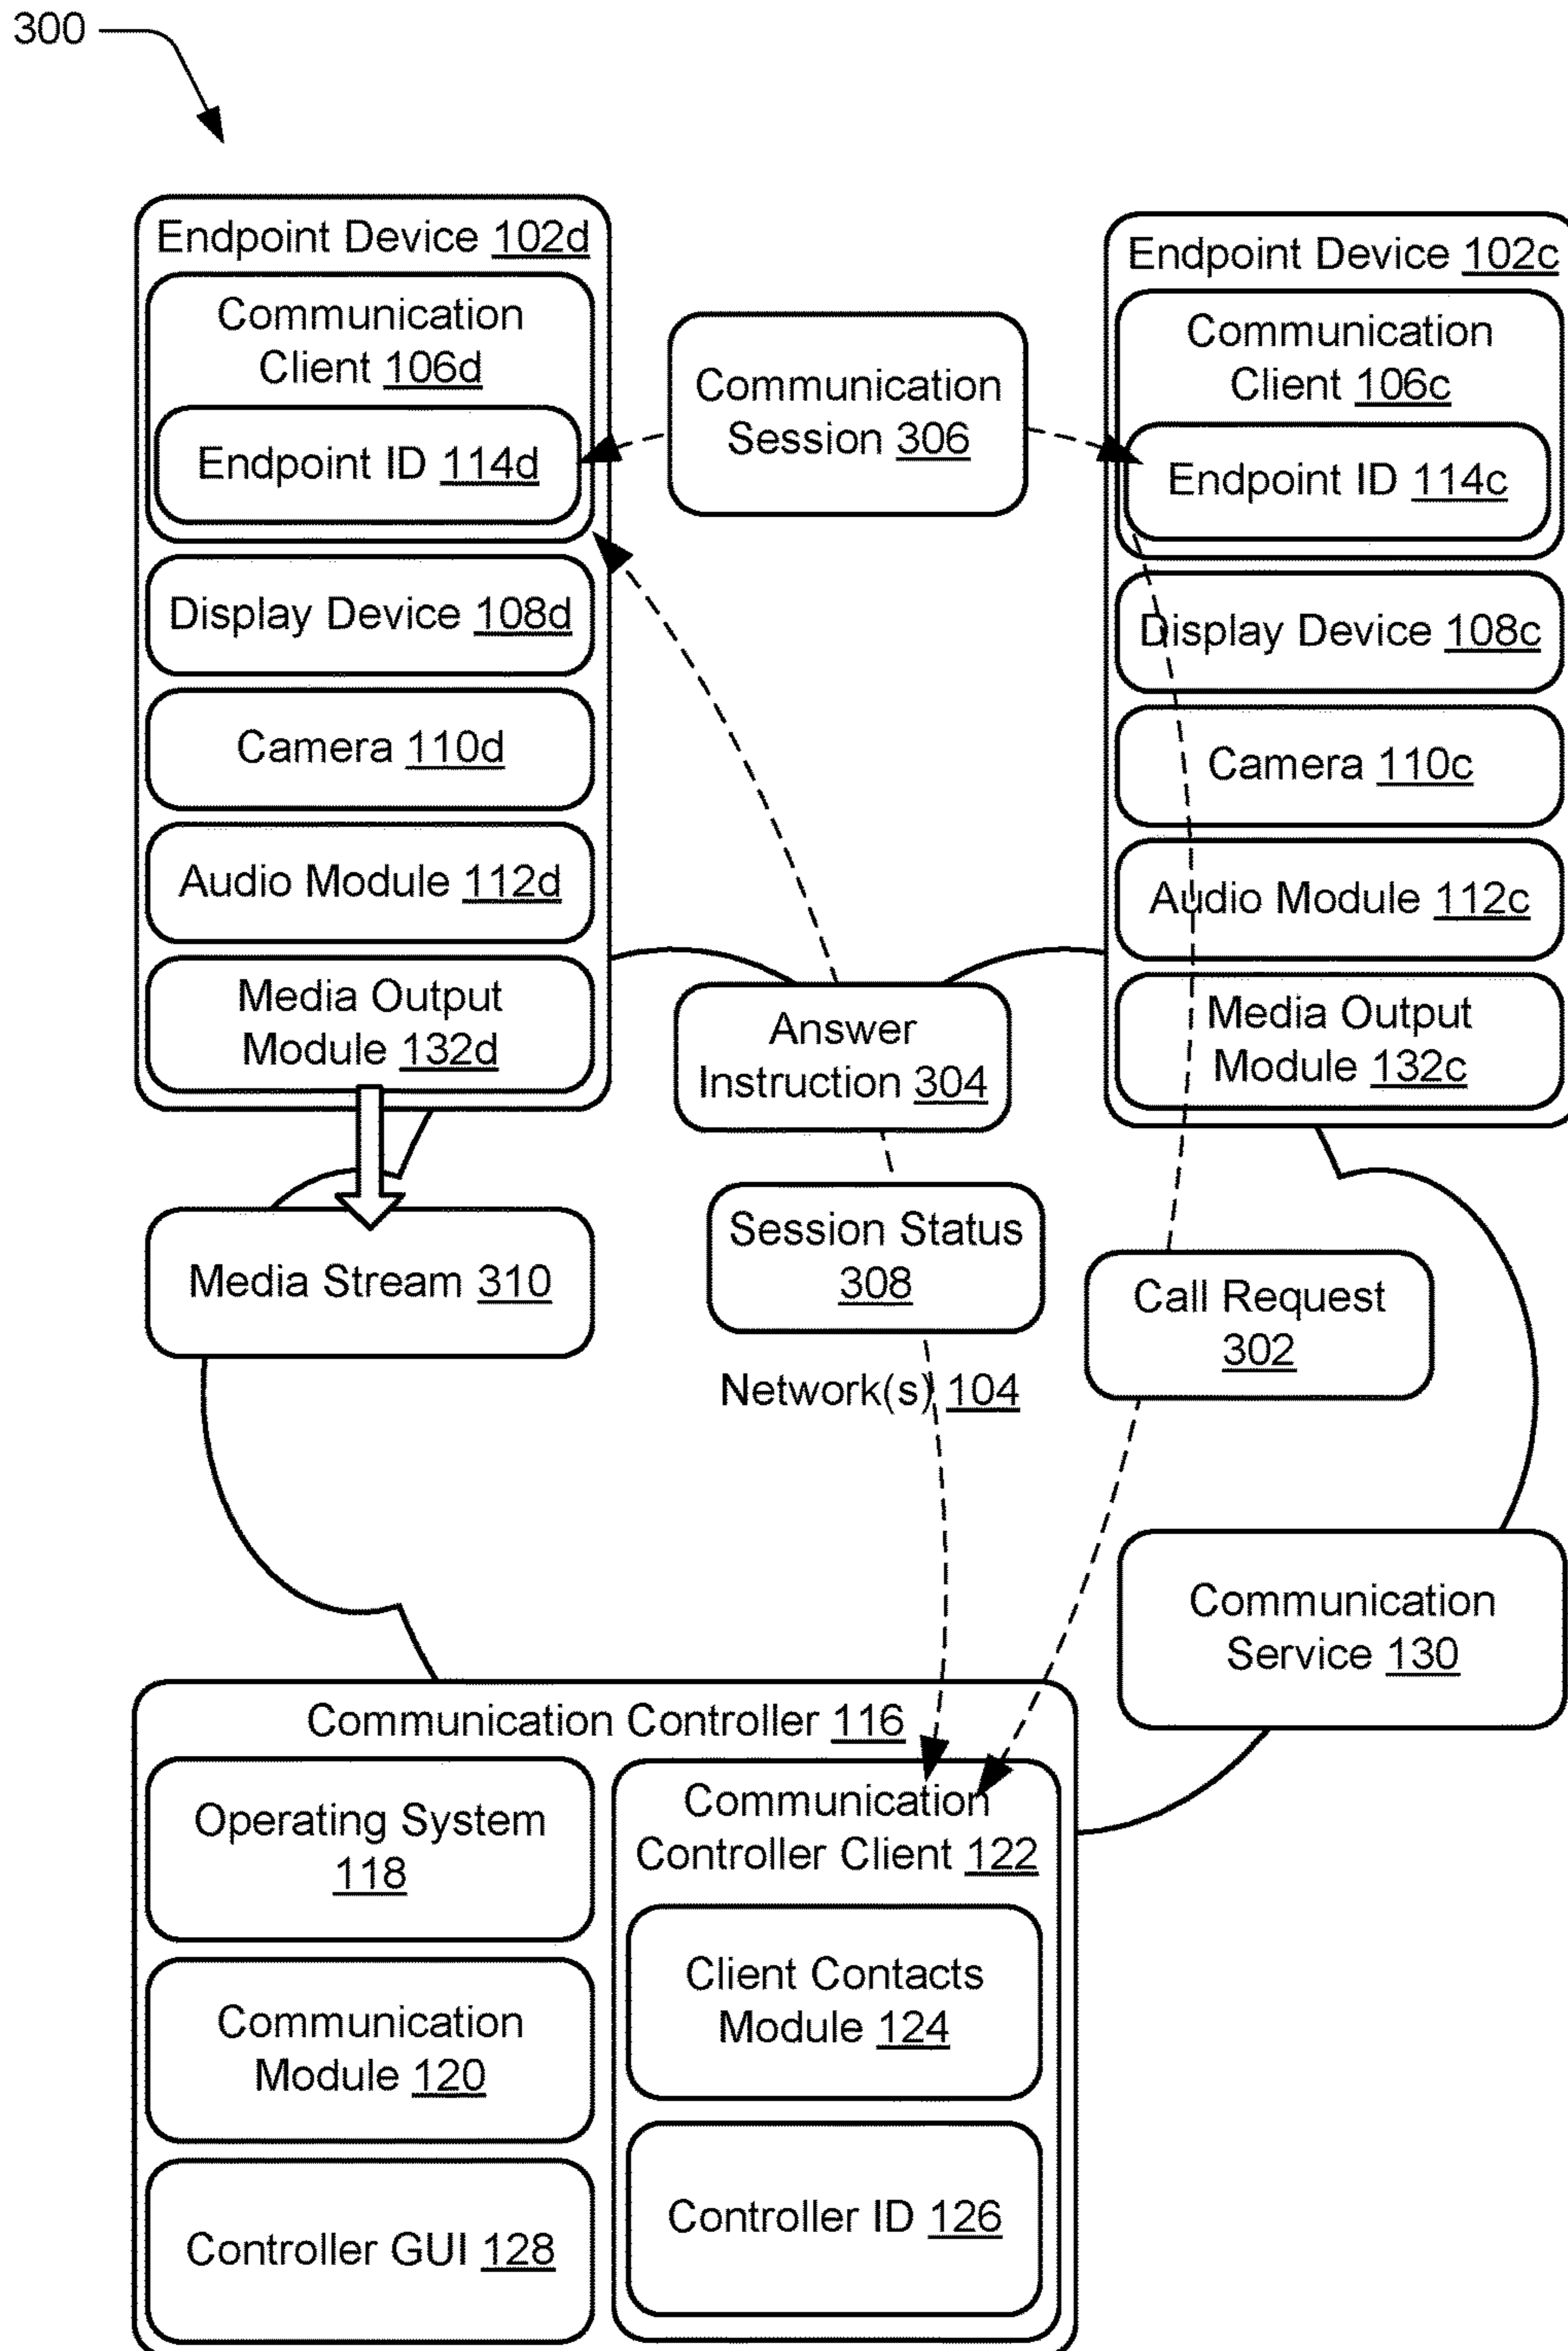 300
Endpoint Device 102d
Communication
Client 106d
Endpoint ID 114d
Display Device 108d
Camera 110d
Audio Module 112d
Media Output
Module 132d
Communication
Session 306
Endpoint Device 102c
Communication
Client 106c
Endpoint ID 114c
Display Device 108c
Camera 110c
Audio Module 112c
Media Output
Module 132c
Answer
Instruction 304
Session Status
308
Media Stream 310
Call Request
302
Network(s) 104
Communication
Service 130
Communication Controller 116
Operating System
118
Communication
Module 120
Controller GUI 128
Communication
Controller Client 122
Client Contacts
Module 124
Controller ID 126